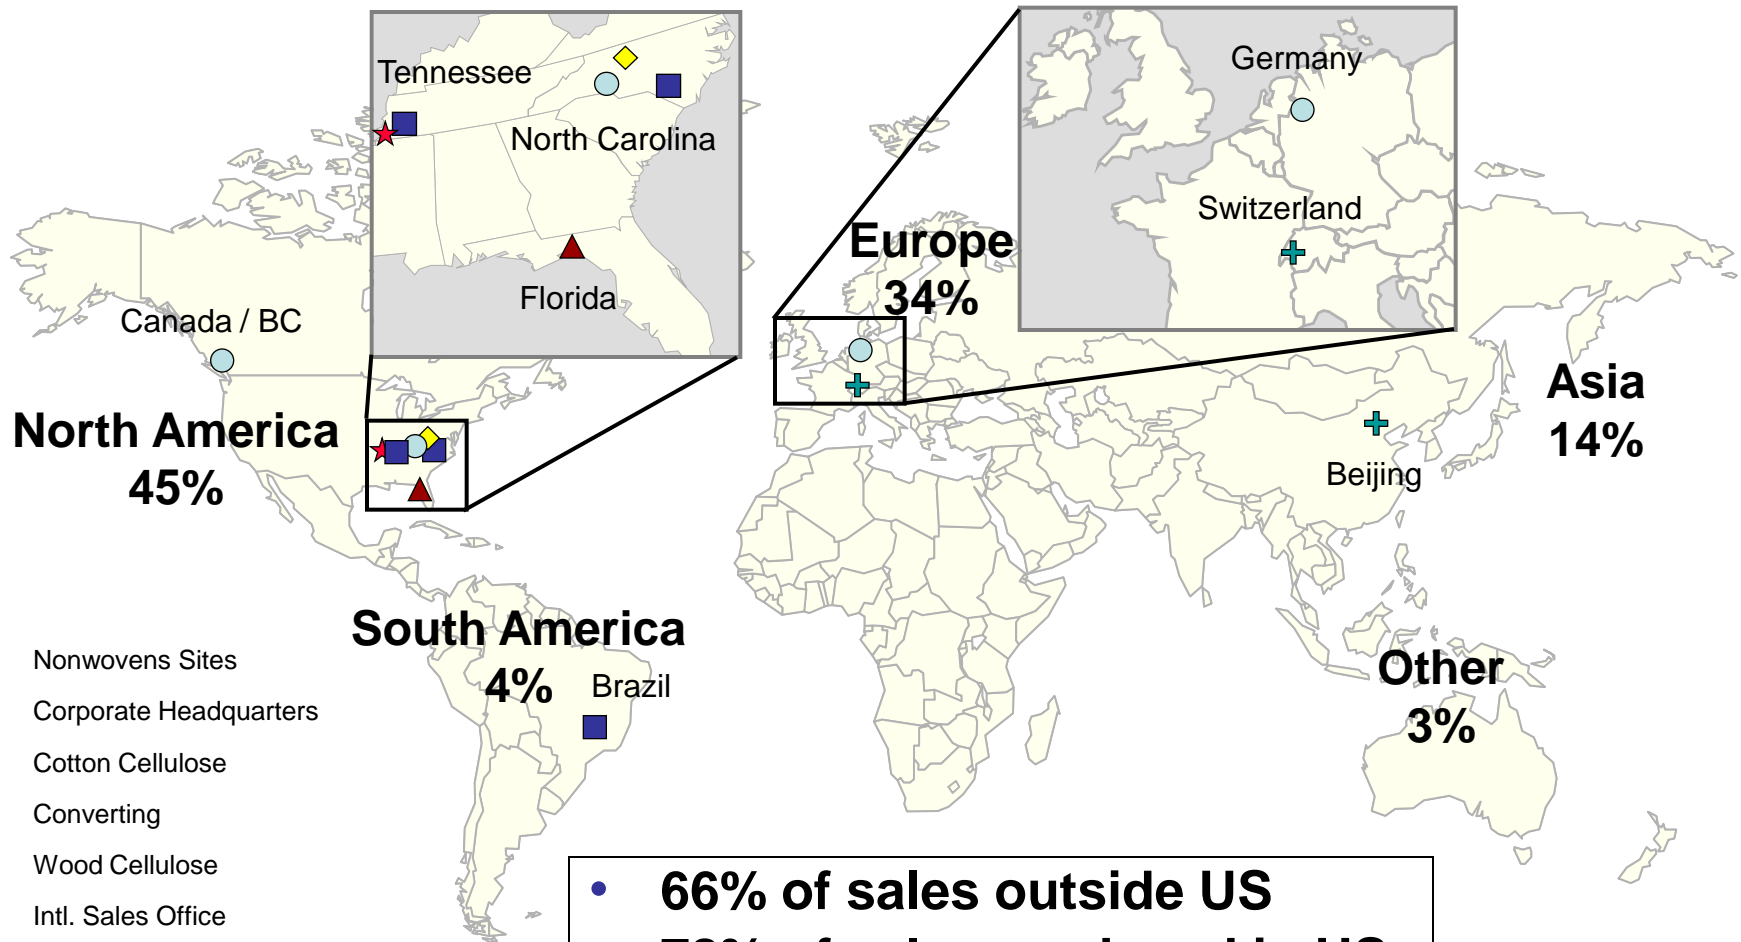 Tennessee
North Carolina
Florida
Germany
Switzerland
Europe
34%
Canada / BC
North America
45%
Asia
14%
Beijing
South America
4%
Brazil
Other
3%
Nonwovens Sites
Corporate Headquarters
Cotton Cellulose
Converting
Wood Cellulose
Intl. Sales Office
• 66% of sales outside US